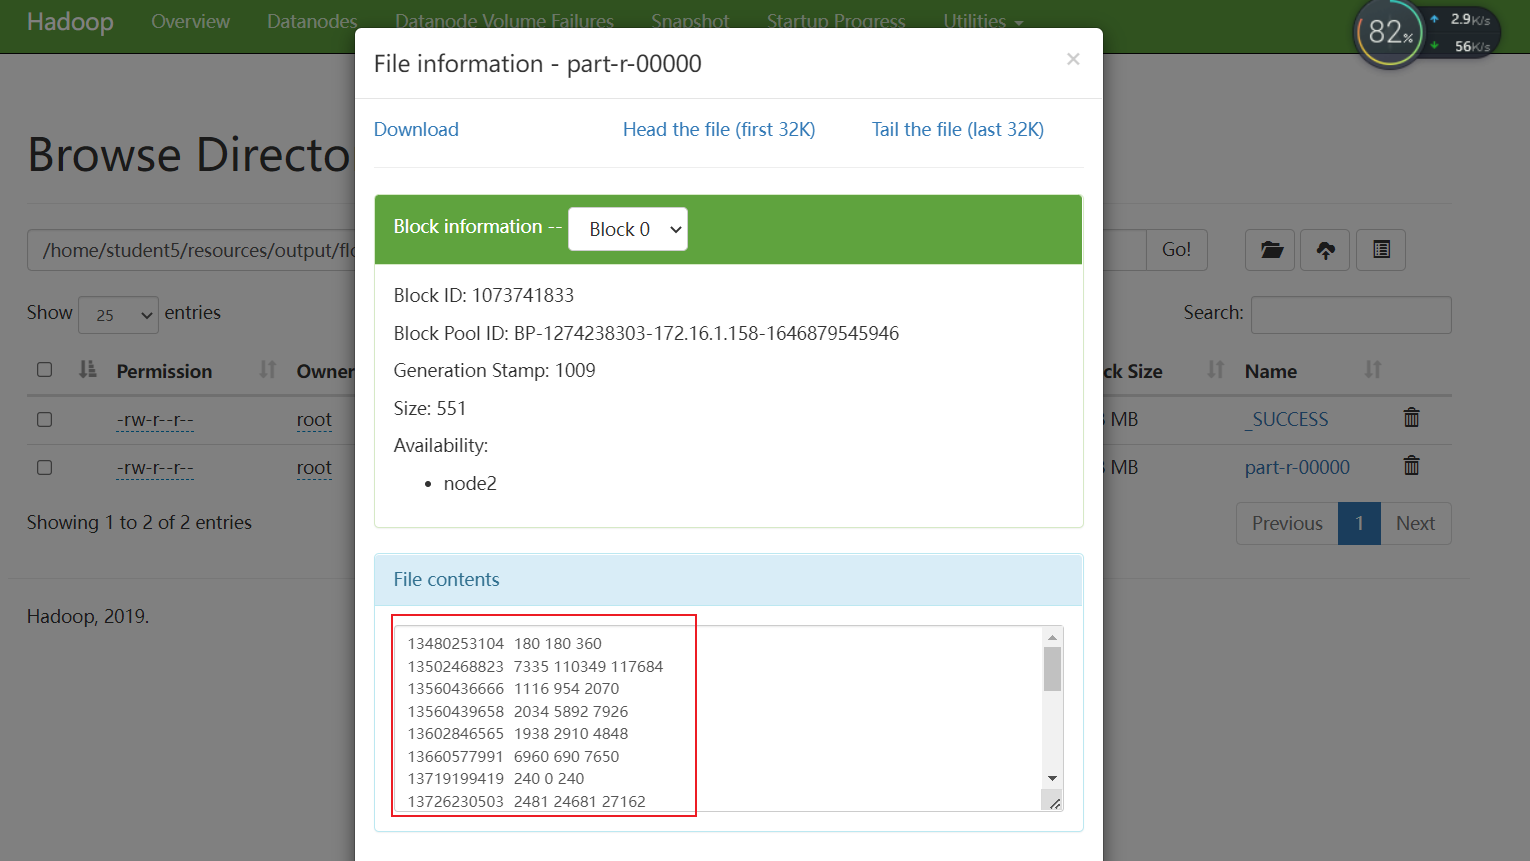 Hadoop Overview Datanodes Datanode Volume Failures Snapshot Startup Progress Utilities
82% 2.9K/s
56K/s
File information - part-r-00000 ×
Download Head the file (first 32K) Tail the file (last 32K)
Browse Directo
Block information -- Block 0
/home/student5/resources/output/flo Go!
Block ID: 1073741833
Show 25 entries Search:
Block Pool ID: BP-1274238303-172.16.1.158-1646879545946
Permission Owner ck Size Name
Generation Stamp: 1009
Size: 551
-rw-r--r-- root MB _SUCCESS
Availability:
-rw-r--r-- root MB part-r-00000
• node2
Showing 1 to 2 of 2 entries Previous 1 Next
File contents
Hadoop, 2019.
13480253104 180 180 360
13502468823 7335 110349 117684
13560436666 1116 954 2070
13560439658 2034 5892 7926
13602846565 1938 2910 4848
13660577991 6960 690 7650
13719199419 240 0 240
13726230503 2481 24681 27162